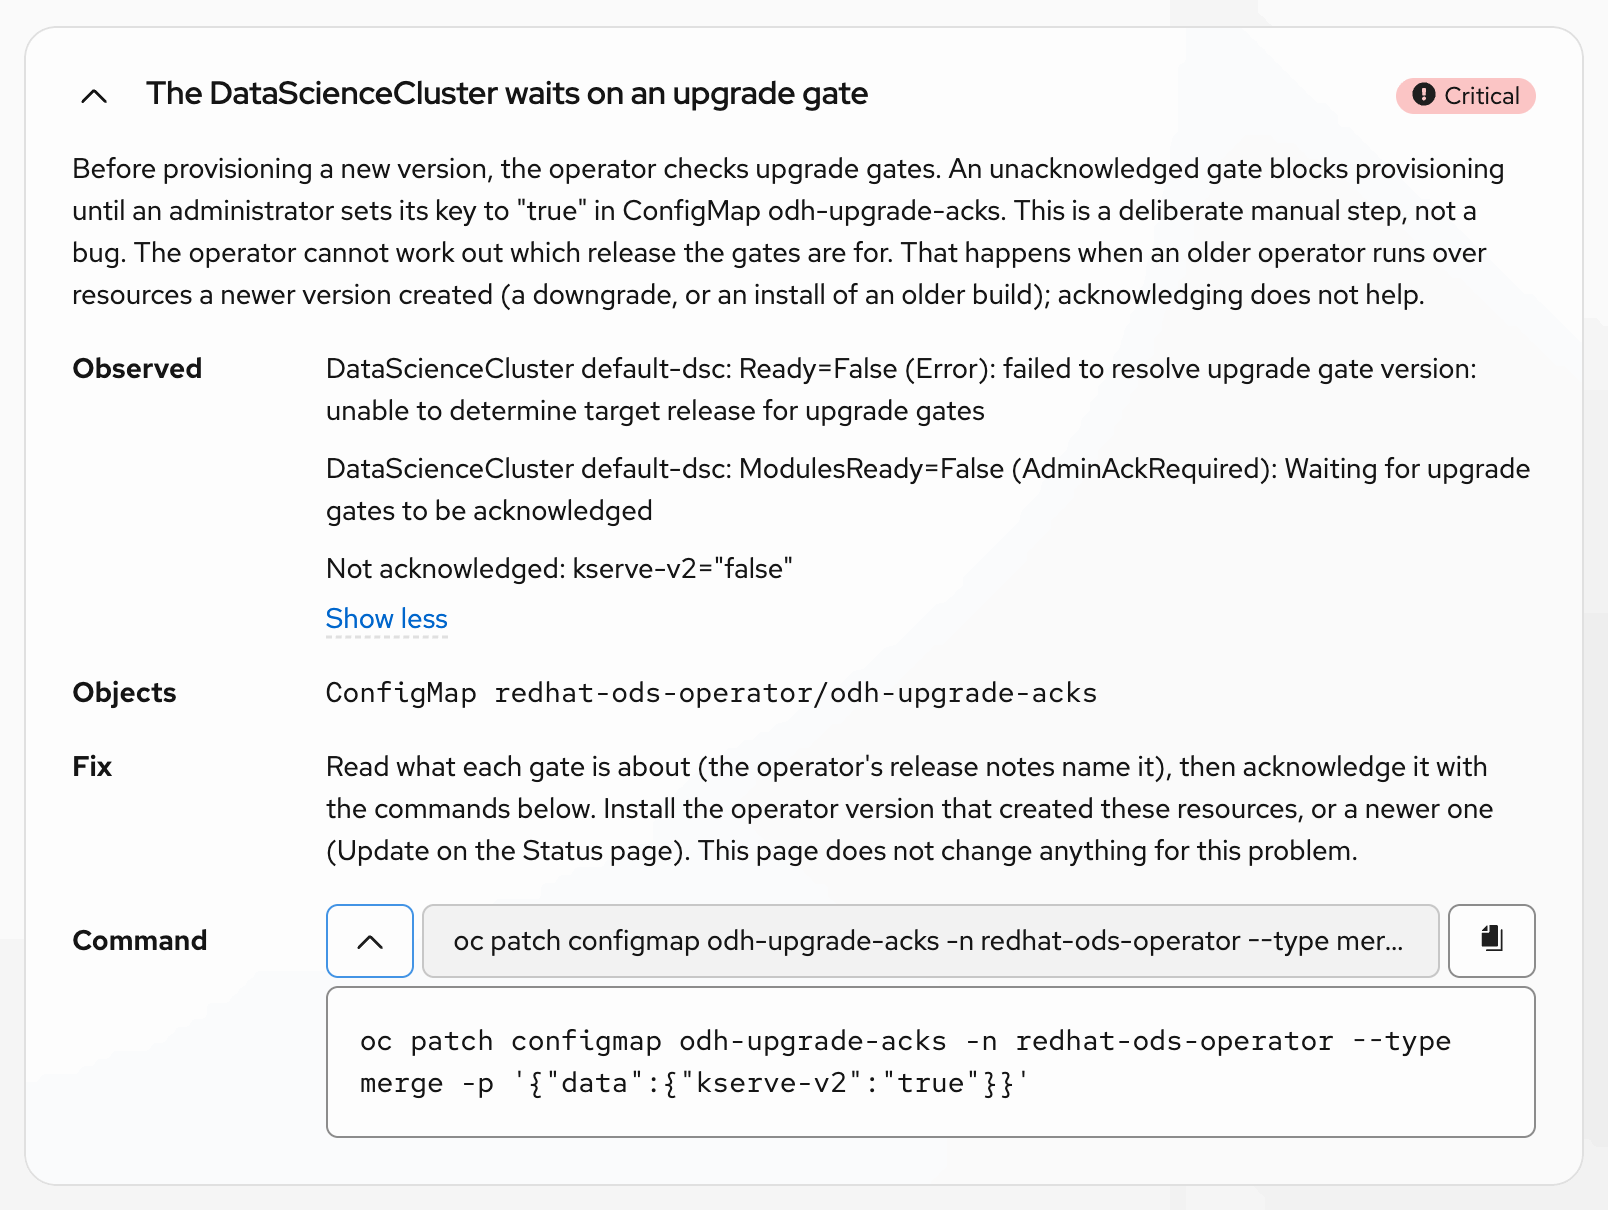 The DataScienceCluster waits on an upgrade gate
Critical
Before provisioning a new version, the operator checks upgrade gates. An unacknowledged gate blocks provisioning
until an administrator sets its key to "true" in ConfigMap odh-upgrade-acks. This is a deliberate manual step, not a
bug. The operator cannot work out which release the gates are for. That happens when an older operator runs over
resources a newer version created (a downgrade, or an install of an older build); acknowledging does not help.
Observed
DataScienceCluster default-dsc: Ready=False (Error): failed to resolve upgrade gate version:
unable to determine target release for upgrade gates
DataScienceCluster default-dsc: ModulesReady=False (AdminAckRequired): Waiting for upgrade
gates to be acknowledged
Not acknowledged: kserve-v2="false"
Show less
Objects
ConfigMap redhat-ods-operator/odh-upgrade-acks
Fix
Read what each gate is about (the operator's release notes name it), then acknowledge it with
the commands below. Install the operator version that created these resources, or a newer one
(Update on the Status page). This page does not change anything for this problem.
Command
oc patch configmap odh-upgrade-acks -n redhat-ods-operator --type mer...
oc patch configmap odh-upgrade-acks -n redhat-ods-operator --type
merge -p '{"data":{"kserve-v2":"true"}}'